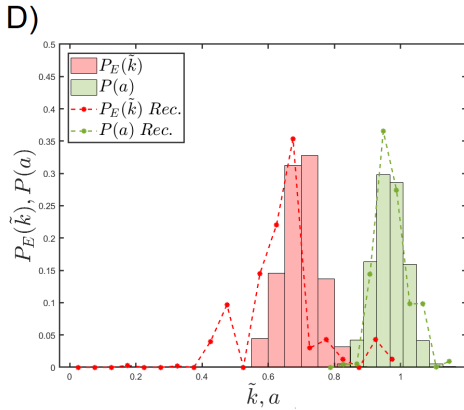 D)
0.5
0.45
0.4
0.35
0.3
0.25
0.2
0.15
0.1
0.05
0
P_E(k̃), P(a)
P_E(k̃)
P(a)
P_E(k̃) Rec.
P(a) Rec.
0 0.2 0.4 0.6 0.8 1
k̃, a